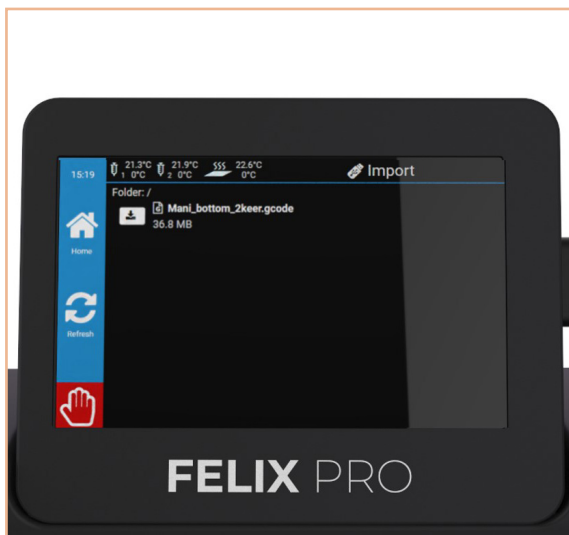 15:19
1 21.3°C 0°C
2 21.9°C 0°C
22.6°C 0°C
Import
Folder: /
Mani_bottom_2keer.gcode
36.8 MB
Home
Refresh
FELIX PRO